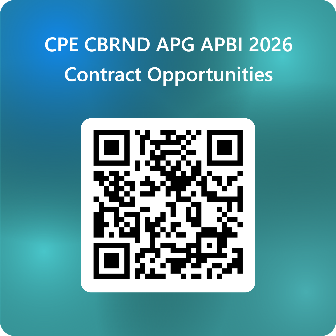 CPE CBRND APG APBI 2026
Contract Opportunities